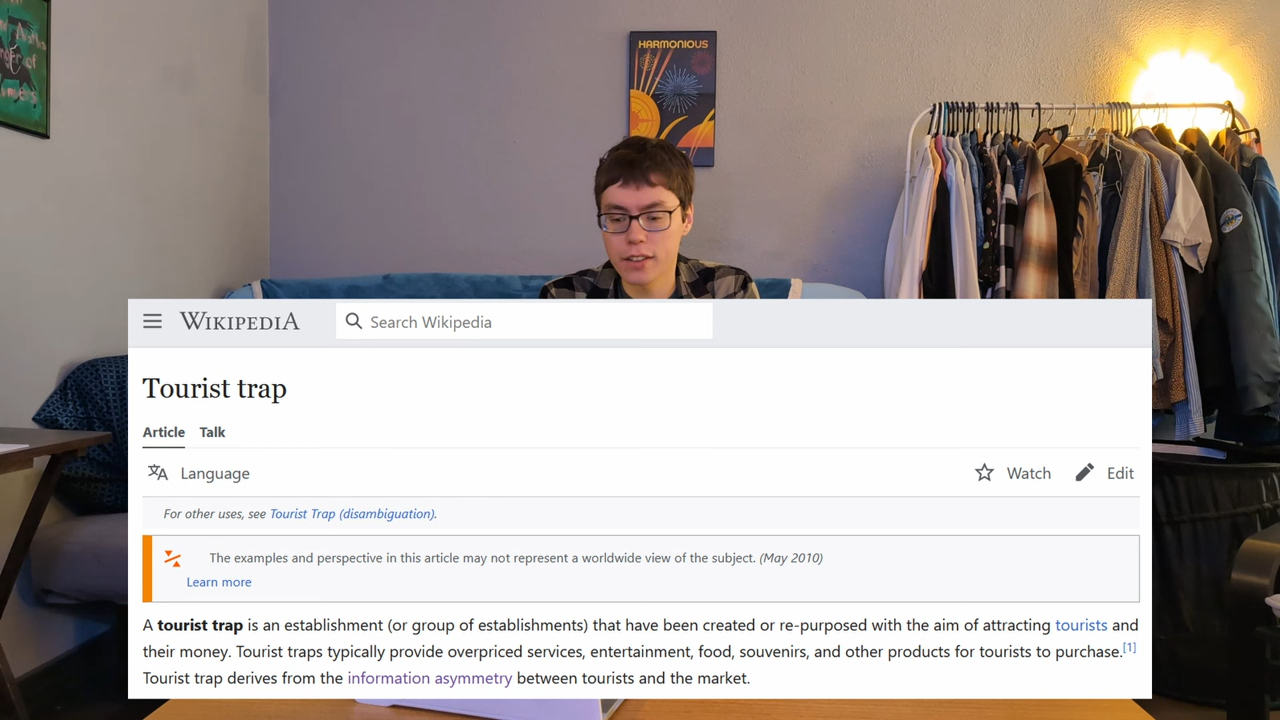 HARMONIOUS
WIKIPEDIA
Search Wikipedia
Tourist trap
Article Talk
Language
Watch Edit
For other uses, see Tourist Trap (disambiguation).
The examples and perspective in this article may not represent a worldwide view of the subject. (May 2010)
Learn more
A tourist trap is an establishment (or group of establishments) that have been created or re-purposed with the aim of attracting tourists and
their money. Tourist traps typically provide overpriced services, entertainment, food, souvenirs, and other products for tourists to purchase.[1]
Tourist trap derives from the information asymmetry between tourists and the market.